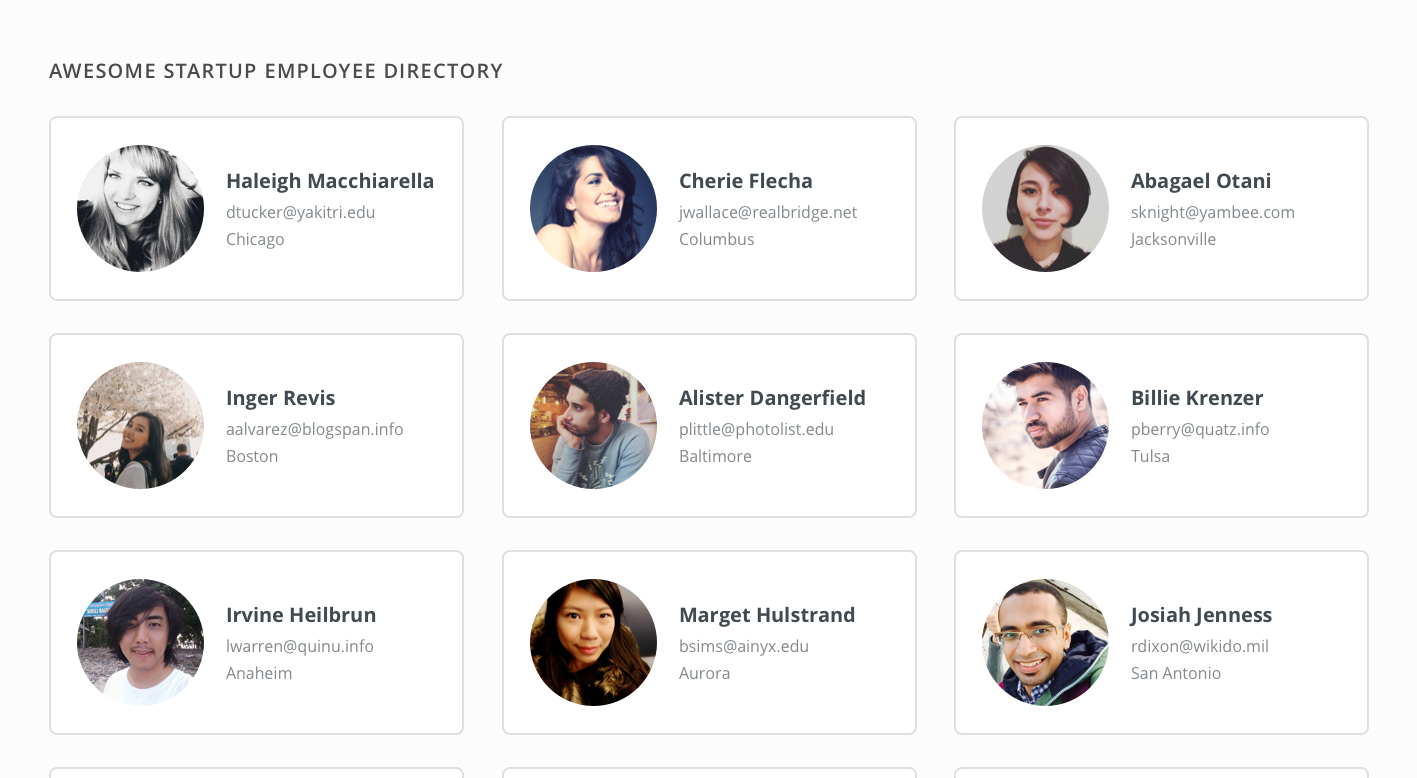 AWESOME STARTUP EMPLOYEE DIRECTORY
Haleigh Macchiarella
dtucker@yakitri.edu
Chicago
Cherie Flecha
jwallace@realbridge.net
Columbus
Abagael Otani
sknight@yambee.com
Jacksonville
Inger Revis
aalvarez@blogspan.info
Boston
Alister Dangerfield
plittle@photolist.edu
Baltimore
Billie Krenzer
pberry@quatz.info
Tulsa
Irvine Heilbrun
lwarren@quinu.info
Anaheim
Marget Hulstrand
bsims@ainyx.edu
Aurora
Josiah Jenness
rdixon@wikido.mil
San Antonio